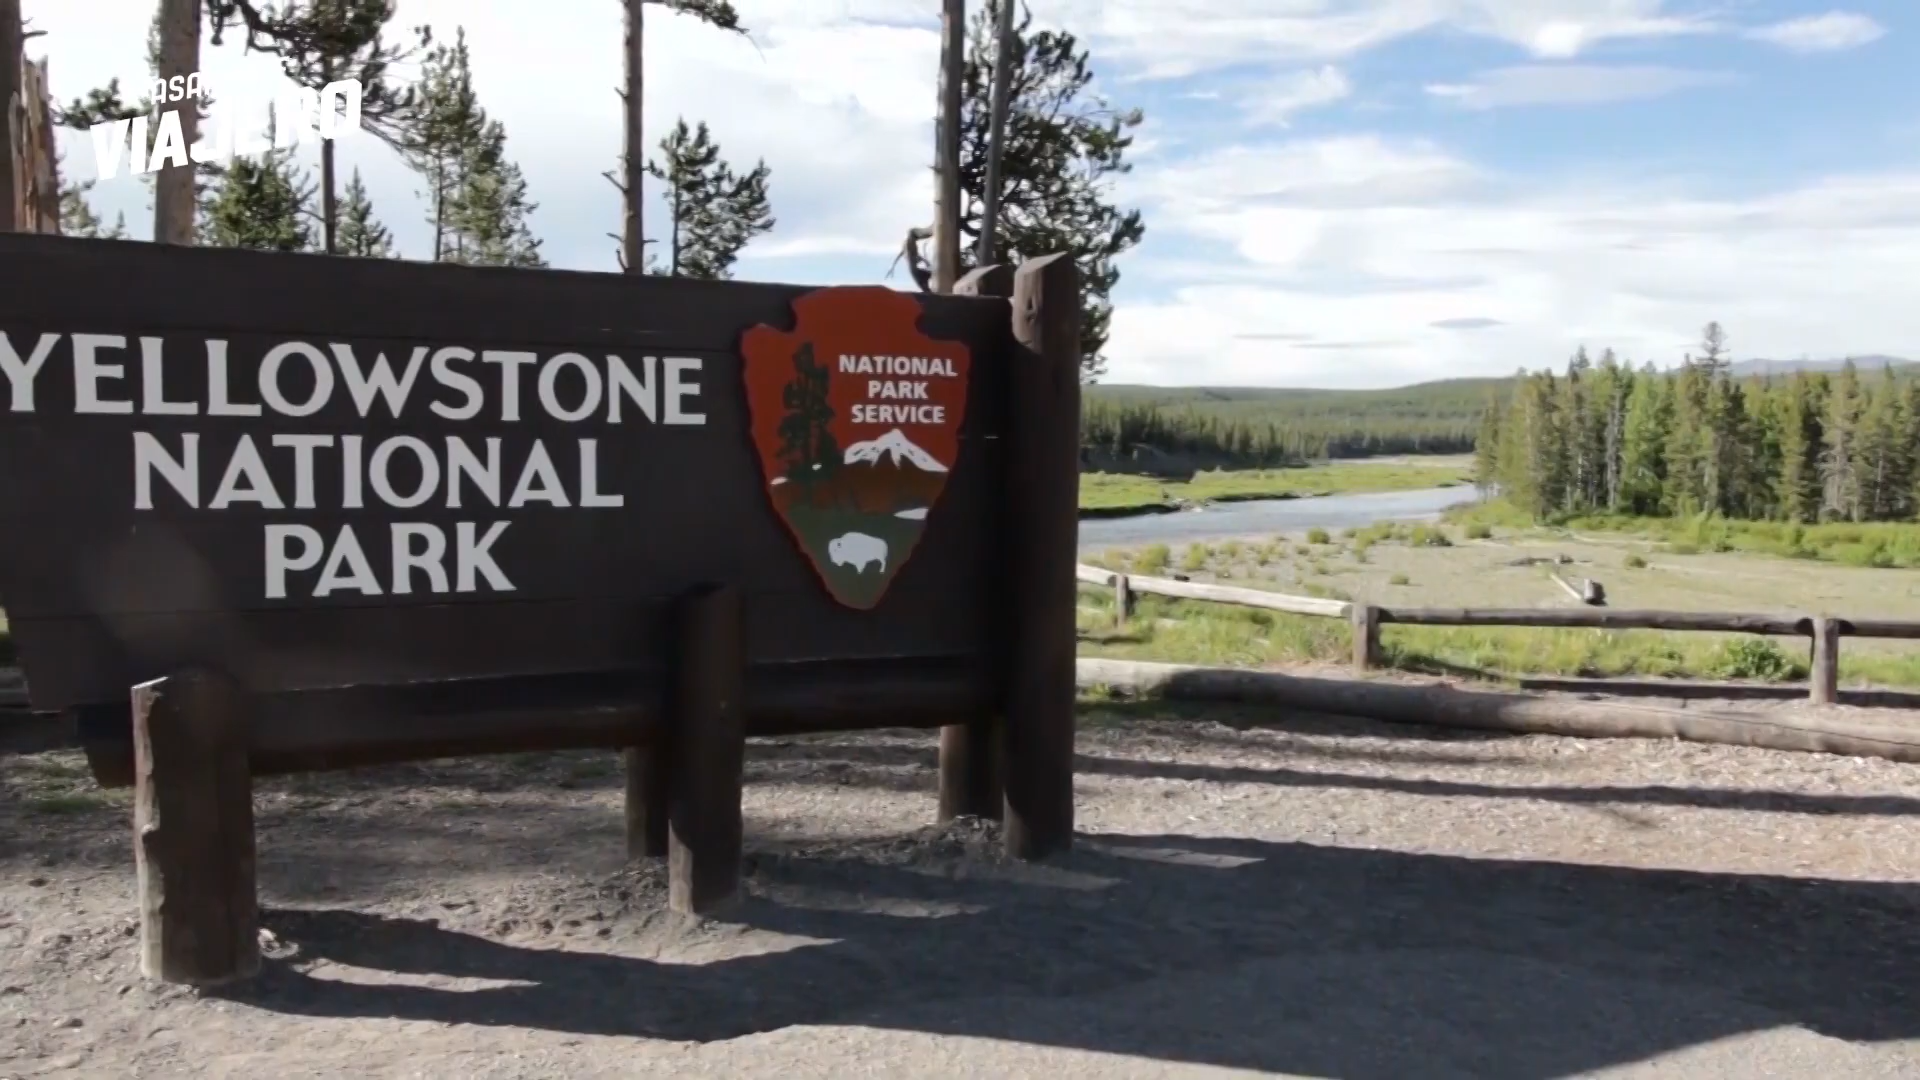 VIAJERO
YELLOWSTONE
NATIONAL
PARK
NATIONAL
PARK
SERVICE